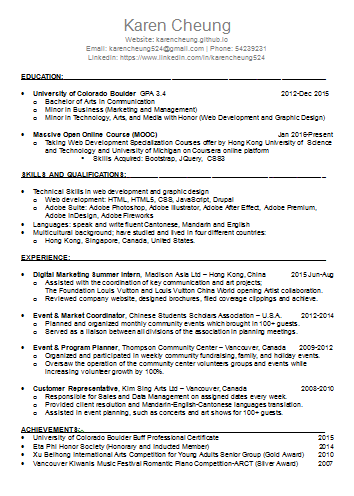 Karen Cheung
Website: karencheung.github.io
Email: karencheung524@gmail.com | Phone: 54239231
LinkedIn: https://www.linkedin.com/in/karencheung524
EDUCATION:
• University of Colorado Boulder GPA 3.4 2012-Dec 2015
o Bachelor of Arts in Communication
o Minor in Business (Marketing and Management)
o Minor in Technology, Arts, and Media with Honor (Web Development and Graphic Design)
• Massive Open Online Course (MOOC) Jan 2016-Present
o Taking Web Development Specialization Courses offer by Hong Kong University of Science
and Technology and University of Michigan on Coursera online platform
▪ Skills Acquired: Bootstrap, JQuery, CSS3
SKILLS AND QUALIFICATIONS:
• Technical Skills in web development and graphic design
o Web development: HTML, HTML5, CSS, JavaScript, Drupal
o Adobe Suite: Adobe Photoshop, Adobe Illustrator, Adobe After Effect, Adobe Premium,
Adobe InDesign, Adobe Fireworks
• Languages: speak and write fluent Cantonese, Mandarin and English
• Multicultural background; have studied and lived in four different countries:
o Hong Kong, Singapore, Canada, United States.
EXPERIENCE:
• Digital Marketing Summer Intern, Madison Asia Ltd – Hong Kong, China 2015 Jun-Aug
o Assisted with the coordination of key communication and art projects;
The Foundation Louis Vuitton and Louis Vuitton China World opening Artist collaboration.
o Reviewed company website, designed brochures, filed coverage clippings and achieve.
• Event & Market Coordinator, Chinese Students Scholars Association – U.S.A. 2012-2014
o Planned and organized monthly community events which brought in 100+ guests.
o Served as a liaison between all divisions of the association in planning meetings.
• Event & Program Planner, Thompson Community Center – Vancouver, Canada 2009-2012
o Organized and participated in weekly community fundraising, family, and holiday events.
o Oversaw the operation of community center volunteers groups and events while
increasing volunteer growth by 100%.
• Customer Representative, Kim Sing Arts Ltd – Vancouver, Canada 2008-2010
o Responsible for Sales and Data Management on assigned dates every week.
o Provided client resolution and Mandarin-English-Cantonese languages translation.
o Assisted in event planning, such as concerts and art shows for 100+ guests.
ACHIEVEMENTS:
• University of Colorado Boulder Buff Professional Certificate 2015
• Eta Phi Honor Society (Honorary and Inducted Member) 2014
• Xu Beihong International Arts Competition for Young Adults Senior Group (Gold Award) 2010
• Vancouver Kiwanis Music Festival Romantic Piano Competition-ARCT (Silver Award) 2007